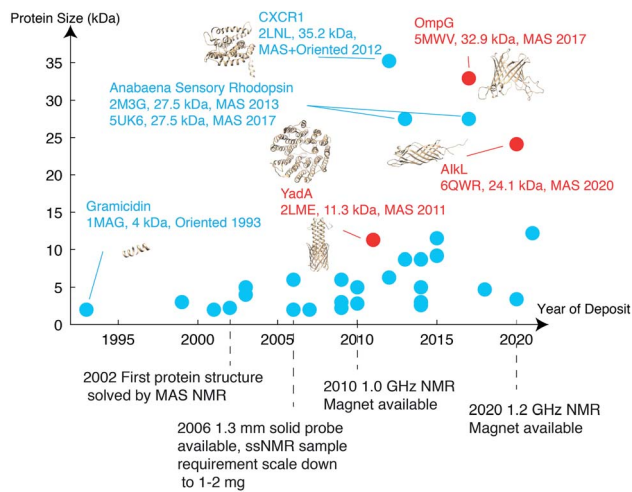 Protein Size (kDa)
CXCR1
2LNL, 35.2 kDa,
MAS+Oriented 2012
OmpG
5MWV, 32.9 kDa, MAS 2017
Anabaena Sensory Rhodopsin
2M3G, 27.5 kDa, MAS 2013
5UK6, 27.5 kDa, MAS 2017
AlkL
6QWR, 24.1 kDa, MAS 2020
YadA
2LME, 11.3 kDa, MAS 2011
Gramicidin
1MAG, 4 kDa, Oriented 1993
35
30
25
20
15
10
5
0
1995
2000
2005
2010
2015
2020
Year of Deposit
2002 First protein structure
solved by MAS NMR
2006 1.3 mm solid probe
available, ssNMR sample
requirement scale down
to 1-2 mg
2010 1.0 GHz NMR
Magnet available
2020 1.2 GHz NMR
Magnet available